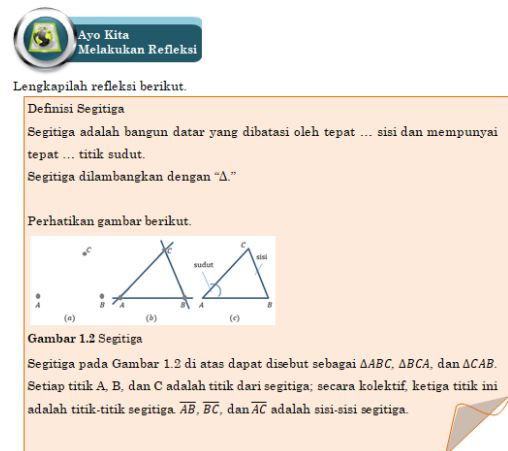 Ayo Kita
Melakukan Refleksi
Lengkapilah refleksi berikut.
Definisi Segitiga
Segitiga adalah bangun datar yang dibatasi oleh tepat ... sisi dan mempunyai
tepat ... titik sudut.
Segitiga dilambangkan dengan “Δ.”
Perhatikan gambar berikut.
C C C
sudut sisi
A B A B A B
(a) (b) (c)
Gambar 1.2 Segitiga
Segitiga pada Gambar 1.2 di atas dapat disebut sebagai ΔABC, ΔBCA, dan ΔCAB.
Setiap titik A, B, dan C adalah titik dari segitiga; secara kolektif, ketiga titik ini
adalah titik-titik segitiga. A̅B̅, B̅C̅, dan A̅C̅ adalah sisi-sisi segitiga.